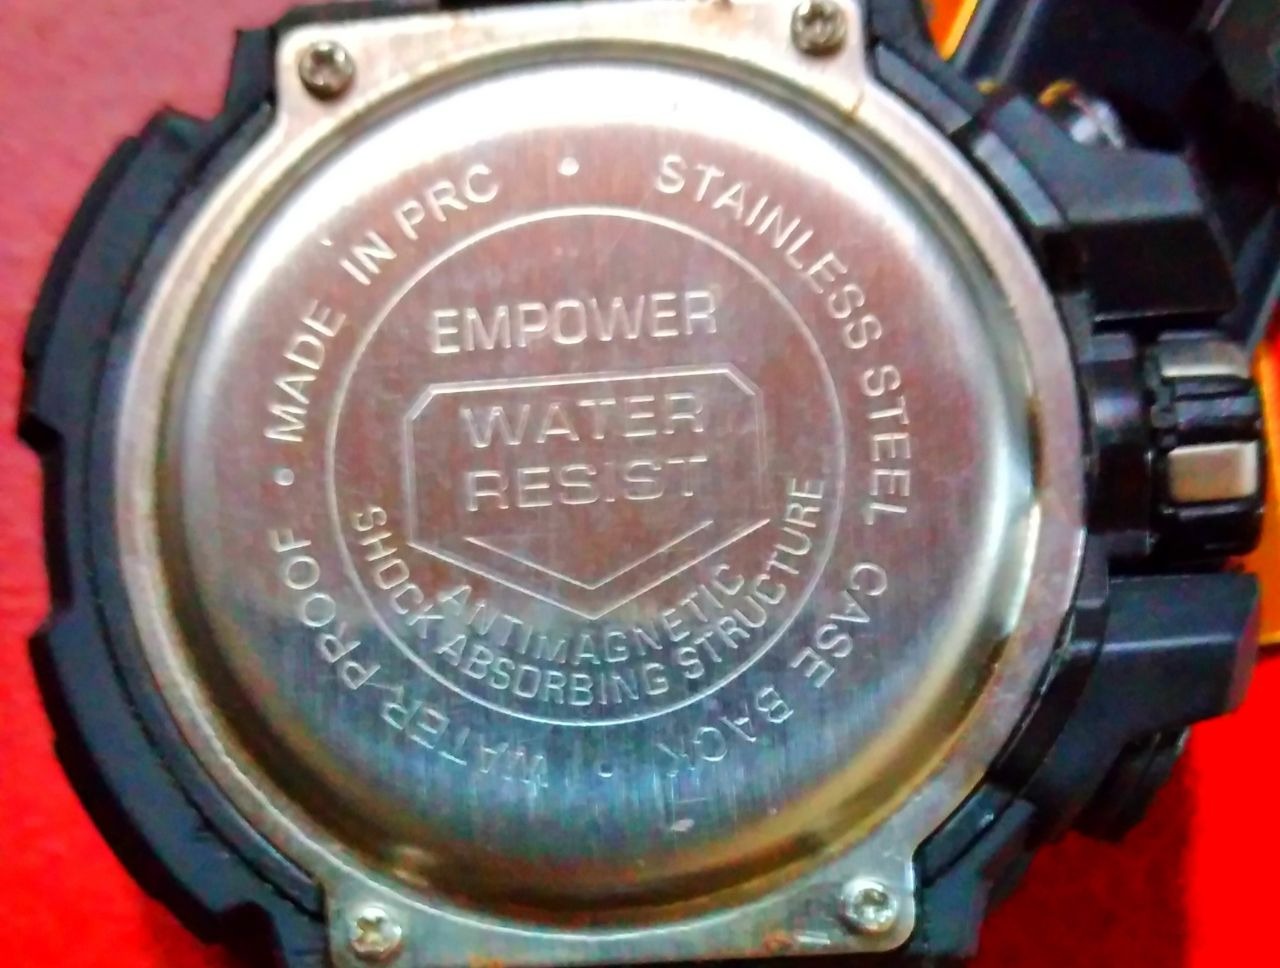 EMPOWER
WATER
RESIST
ANTIMAGNETIC
SHOCK ABSORBING STRUCTURE
STAINLESS STEEL CASE BACK • WATER-PROOF • MADE IN PRC •